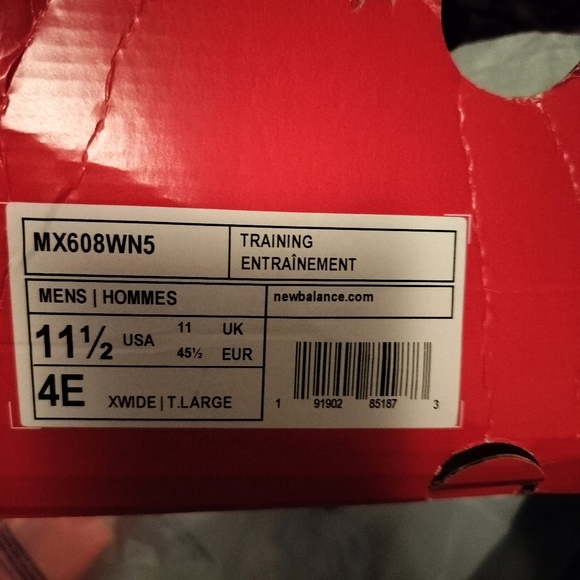 MX608WN5
TRAINING
ENTRAÎNEMENT
MENS | HOMMES
newbalance.com
11½ USA 11 UK
45½ EUR
4E XWIDE | T.LARGE
1 91902 85187 3